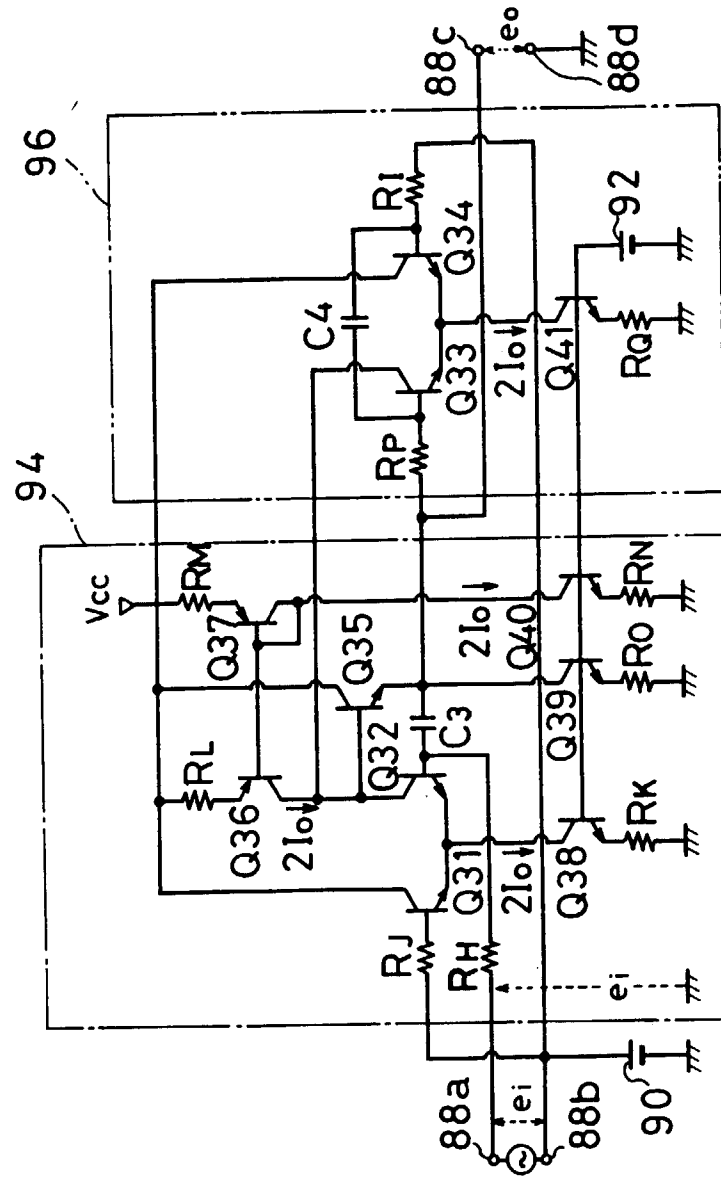 96
94
Vcc
RM
RL
Q37
Q36
2Io
Q35
Q32
C3
C4
RI
Q34
Q33
RP
2Io
Q41
RQ
92
88c
eo
88d
RJ
RH
Q31
2Io
Q38
RK
Q39
RO
2Io
Q40
RN
ei
88a
ei
88b
90